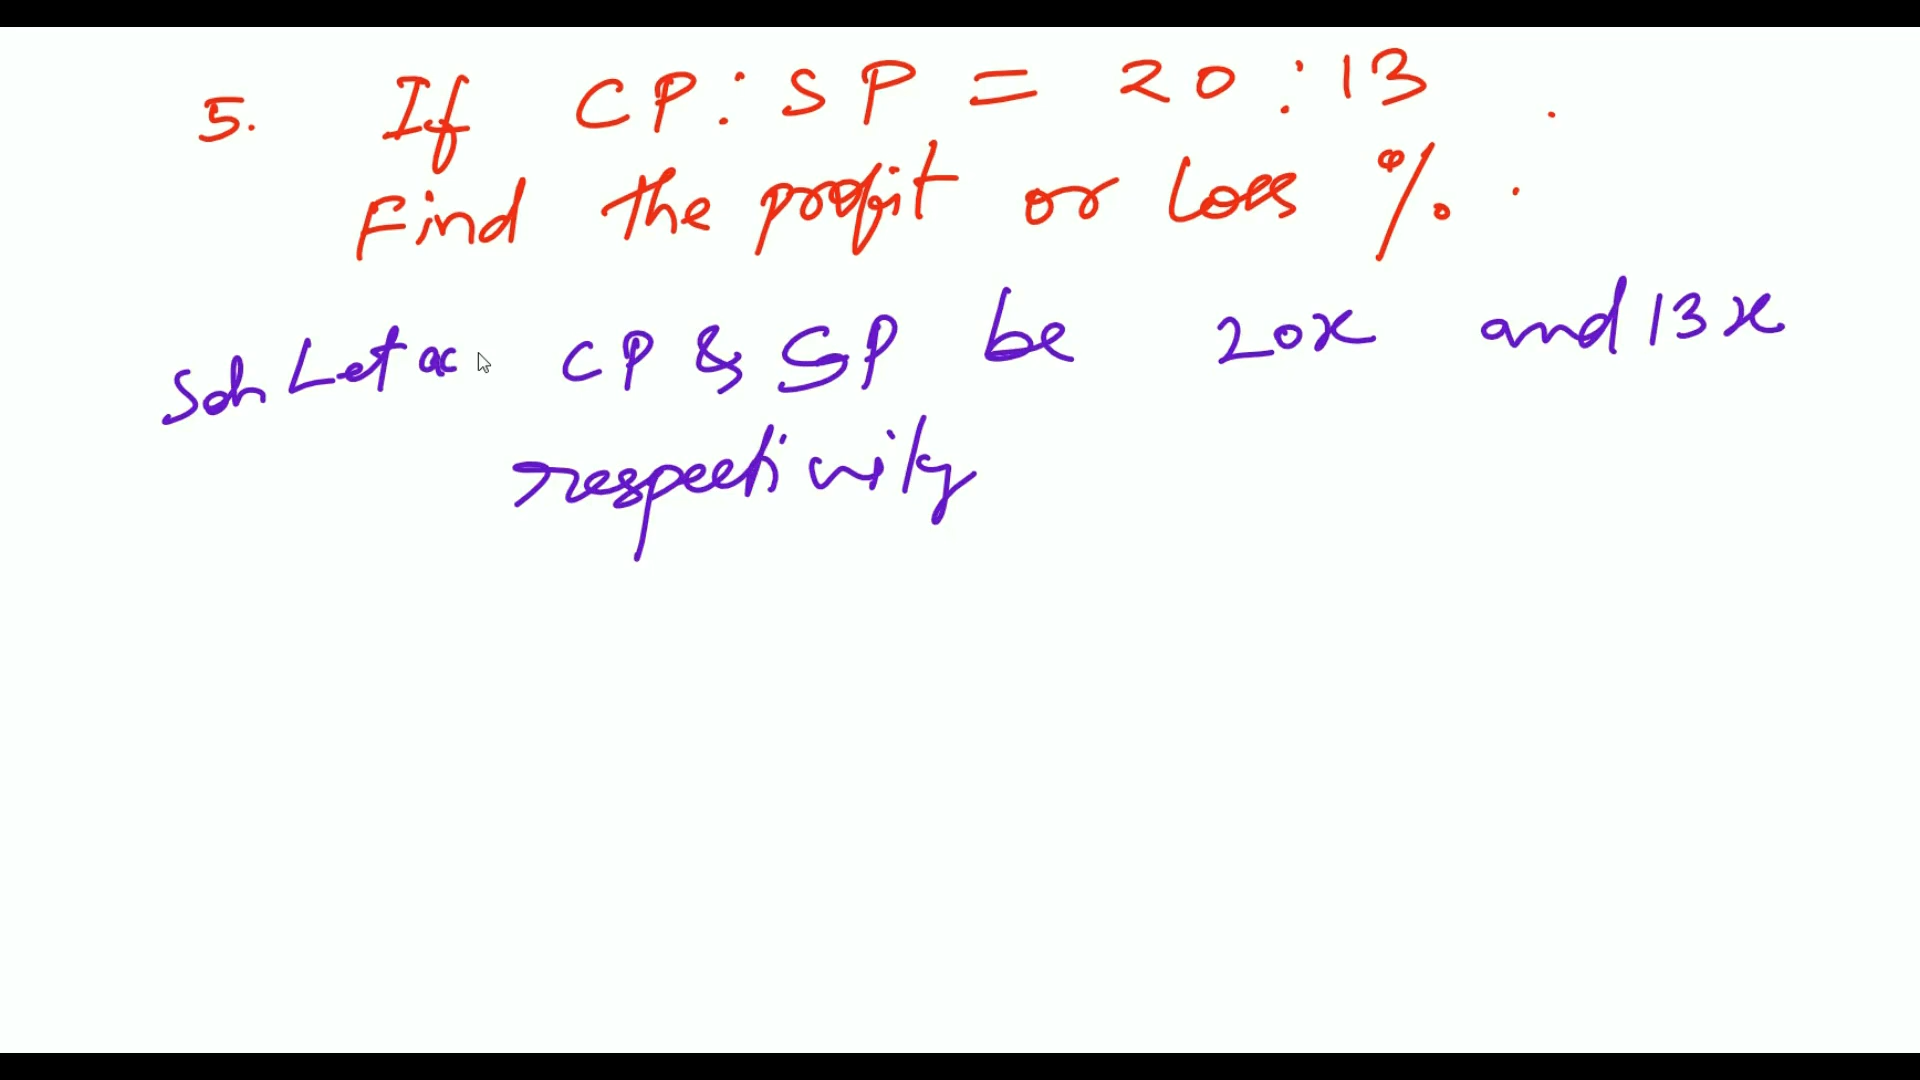 5. If CP : SP = 20 : 13 .
Find the profit or Loss % .
Soln Let CP & SP be 20x and 13x
respectivily